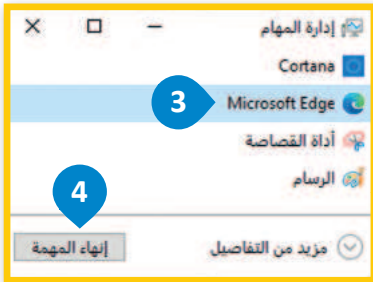 إدارة المهام
Cortana
Microsoft Edge
3
أداة القصاصة
الرسام
4
مزيد من التفاصيل
إنهاء المهمة